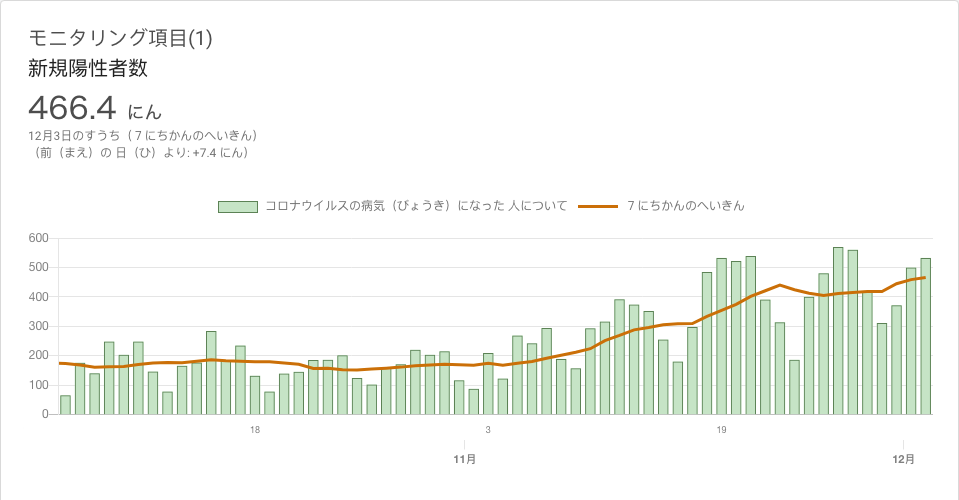 モニタリング項目(1)
新規陽性者数
466.4 にん
12月3日のすうち（７にちかんのへいきん）
（前（まえ）の 日（ひ）より: +7.4 にん）
コロナウイルスの病気（びょうき）になった 人について ７にちかんのへいきん
600
500
400
300
200
100
0
18 3 19
11月 12月